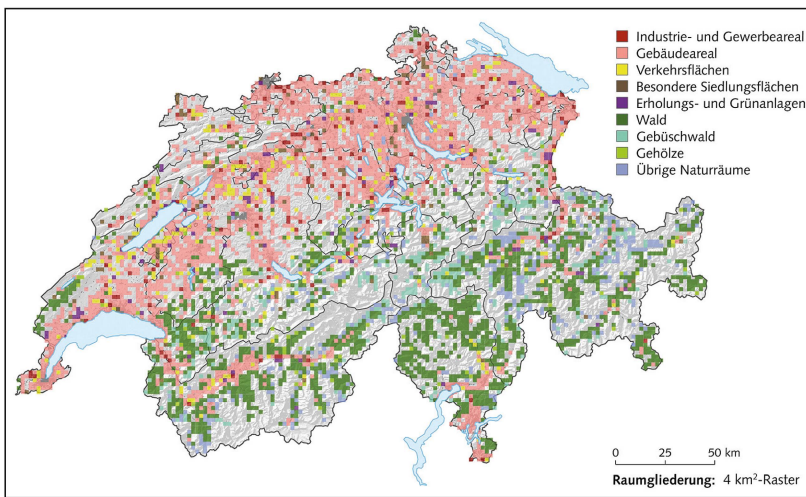 Industrie- und Gewerbeareal
Gebäudeareal
Verkehrsflächen
Besondere Siedlungsflächen
Erholungs- und Grünanlagen
Wald
Gebüschwald
Gehölze
Übrige Naturräume
0 25 50 km
Raumgliederung: 4 km²-Raster